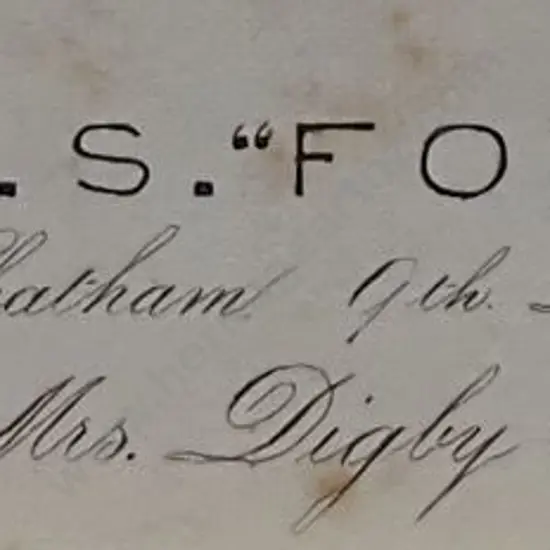 .S."FO
hatham 9th.
Mrs. Digby